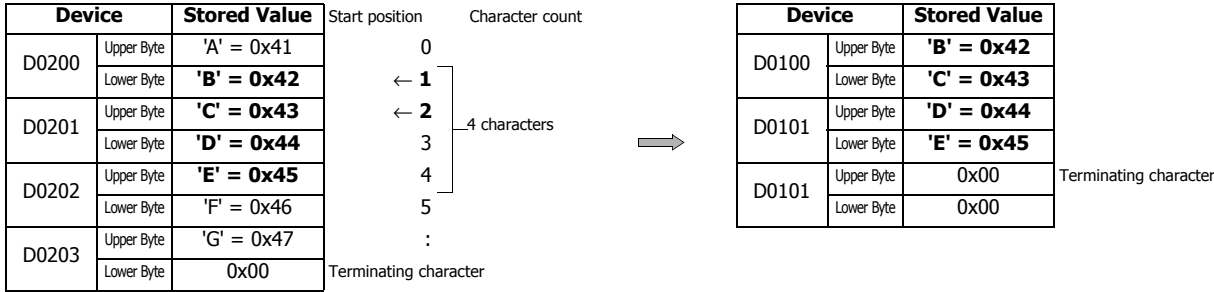 Device Stored Value Start position Character count Device Stored Value
D0200 Upper Byte 'A' = 0x41 0 D0100 Upper Byte 'B' = 0x42
Lower Byte 'B' = 0x42 ← 1 Lower Byte 'C' = 0x43
D0201 Upper Byte 'C' = 0x43 ← 2 4 characters D0101 Upper Byte 'D' = 0x44
Lower Byte 'D' = 0x44 3 Lower Byte 'E' = 0x45
D0202 Upper Byte 'E' = 0x45 4 D0101 Upper Byte 0x00 Terminating character
Lower Byte 'F' = 0x46 5 Lower Byte 0x00
D0203 Upper Byte 'G' = 0x47 :
Lower Byte 0x00 Terminating character